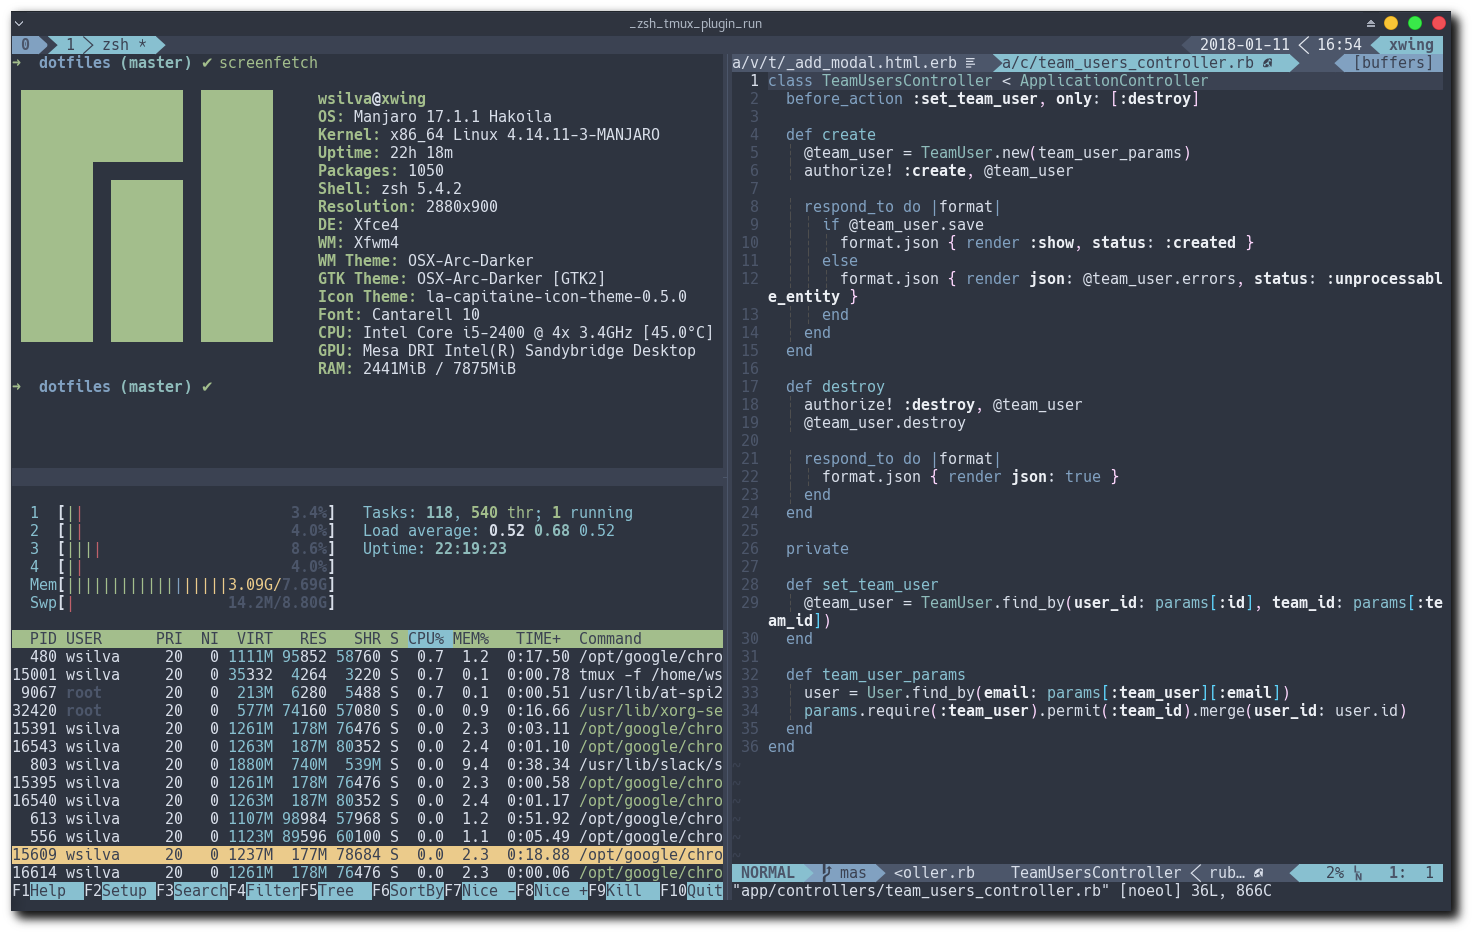 _zsh_tmux_plugin_run
0 1 zsh * 2018-01-11 16:54 xwing
➜ dotfiles (master) ✔ screenfetch
wsilva@xwing
OS: Manjaro 17.1.1 Hakoila
Kernel: x86_64 Linux 4.14.11-3-MANJARO
Uptime: 22h 18m
Packages: 1050
Shell: zsh 5.4.2
Resolution: 2880x900
DE: Xfce4
WM: Xfwm4
WM Theme: OSX-Arc-Darker
GTK Theme: OSX-Arc-Darker [GTK2]
Icon Theme: la-capitaine-icon-theme-0.5.0
Font: Cantarell 10
CPU: Intel Core i5-2400 @ 4x 3.4GHz [45.0°C]
GPU: Mesa DRI Intel(R) Sandybridge Desktop
RAM: 2441MiB / 7875MiB
➜ dotfiles (master) ✔
1 [|| 3.4%] Tasks: 118, 540 thr; 1 running
2 [|| 4.0%] Load average: 0.52 0.68 0.52
3 [|||| 8.6%] Uptime: 22:19:23
4 [|| 4.0%]
Mem[||||||||||||||||||3.09G/7.69G]
Swp[| 14.2M/8.80G]
PID USER PRI NI VIRT RES SHR S CPU% MEM% TIME+ Command
480 wsilva 20 0 1111M 95852 58760 S 0.7 1.2 0:17.50 /opt/google/chro
15001 wsilva 20 0 35332 4264 3220 S 0.7 0.1 0:00.78 tmux -f /home/ws
9067 root 20 0 213M 6280 5488 S 0.7 0.1 0:00.51 /usr/lib/at-spi2
32420 root 20 0 577M 74160 57080 S 0.0 0.9 0:16.66 /usr/lib/xorg-se
15391 wsilva 20 0 1261M 178M 76476 S 0.0 2.3 0:03.11 /opt/google/chro
16543 wsilva 20 0 1263M 187M 80352 S 0.0 2.4 0:01.10 /opt/google/chro
803 wsilva 20 0 1880M 740M 539M S 0.0 9.4 0:38.34 /usr/lib/slack/s
15395 wsilva 20 0 1261M 178M 76476 S 0.0 2.3 0:00.58 /opt/google/chro
16540 wsilva 20 0 1263M 187M 80352 S 0.0 2.4 0:01.17 /opt/google/chro
613 wsilva 20 0 1107M 98984 57968 S 0.0 1.2 0:51.92 /opt/google/chro
556 wsilva 20 0 1123M 89596 60100 S 0.0 1.1 0:05.49 /opt/google/chro
15609 wsilva 20 0 1237M 177M 78684 S 0.0 2.3 0:18.88 /opt/google/chro
16614 wsilva 20 0 1261M 178M 76476 S 0.0 2.3 0:00.06 /opt/google/chro
F1Help F2Setup F3SearchF4FilterF5Tree F6SortByF7Nice -F8Nice +F9Kill F10Quit
a/v/t/_add_modal.html.erb a/c/team_users_controller.rb [buffers]
1 class TeamUsersController < ApplicationController
2 before_action :set_team_user, only: [:destroy]
3
4 def create
5 @team_user = TeamUser.new(team_user_params)
6 authorize! :create, @team_user
7
8 respond_to do |format|
9 if @team_user.save
10 format.json { render :show, status: :created }
11 else
12 format.json { render json: @team_user.errors, status: :unprocessabl
e_entity }
13 end
14 end
15 end
16
17 def destroy
18 authorize! :destroy, @team_user
19 @team_user.destroy
20
21 respond_to do |format|
22 format.json { render json: true }
23 end
24 end
25
26 private
27
28 def set_team_user
29 @team_user = TeamUser.find_by(user_id: params[:id], team_id: params[:te
am_id])
30 end
31
32 def team_user_params
33 user = User.find_by(email: params[:team_user][:email])
34 params.require(:team_user).permit(:team_id).merge(user_id: user.id)
35 end
36 end
~
~
~
~
~
~
NORMAL mas <oller.rb TeamUsersController < rub… 2% ␤ 1: 1
"app/controllers/team_users_controller.rb" [noeol] 36L, 866C